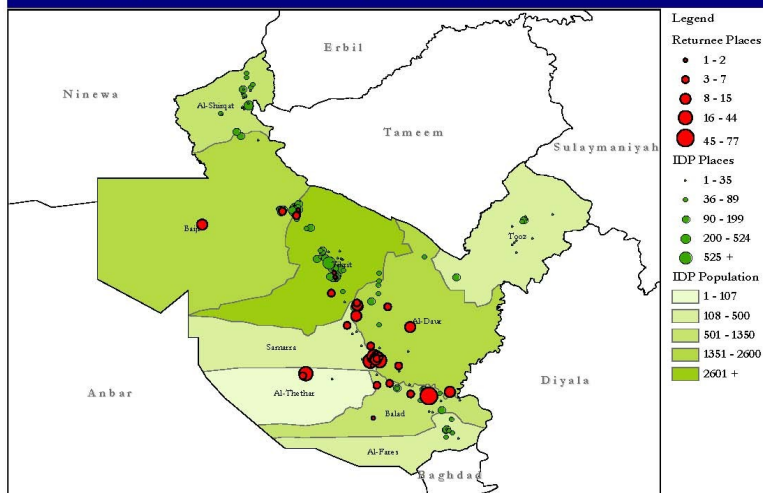 Legend
Returnee Places
1 - 2
3 - 7
8 - 15
16 - 44
45 - 77
IDP Places
1 - 35
36 - 89
90 - 199
200 - 524
525 +
IDP Population
1 - 107
108 - 500
501 - 1350
1351 - 2600
2601 +
Erbil
Ninewa
Al-Shirqat
Tameem
Sulaymaniyah
Baiji
Tooz
Tikrit
Al-Daur
Samarra
Diyala
Anbar
Al-Thethar
Balad
Al-Fares
Baghdad